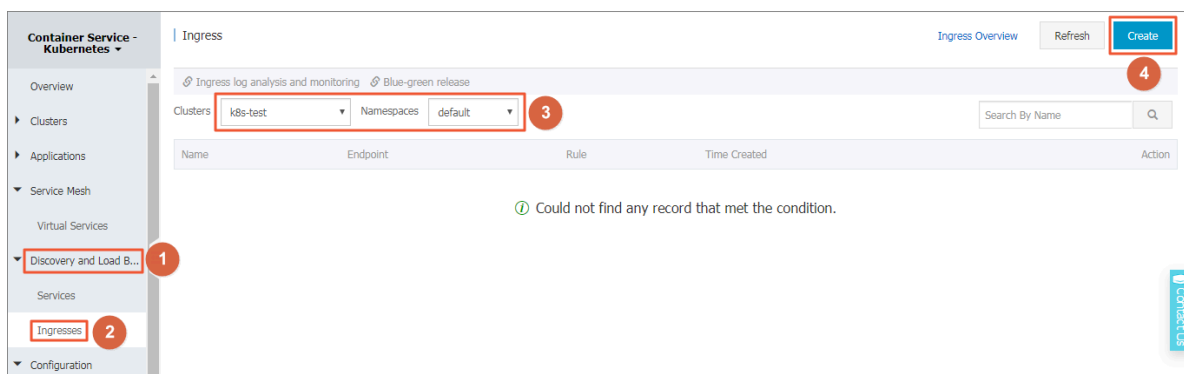 Container Service -
Kubernetes
Ingress
Ingress Overview
Refresh
Create
4
Overview
Ingress log analysis and monitoring
Blue-green release
Clusters
k8s-test
Namespaces
default
3
Search By Name
Clusters
Applications
Name
Endpoint
Rule
Time Created
Action
Service Mesh
Could not find any record that met the condition.
Virtual Services
Discovery and Load B...
1
Services
Ingresses
2
Configuration
Contact Us